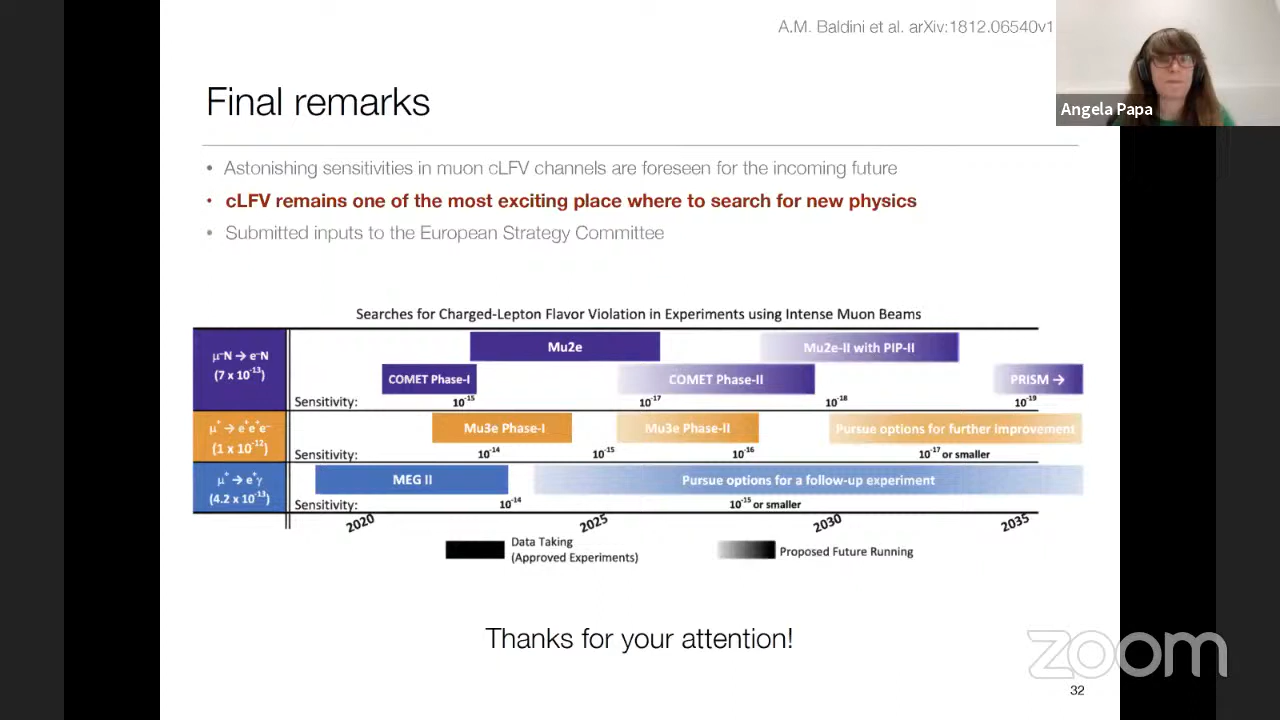 A.M. Baldini et al. arXiv:1812.06540v1
Angela Papa
Final remarks
• Astonishing sensitivities in muon cLFV channels are foreseen for the incoming future
• cLFV remains one of the most exciting place where to search for new physics
• Submitted inputs to the European Strategy Committee
Searches for Charged-Lepton Flavor Violation in Experiments using Intense Muon Beams
μ⁻N → e⁻N
(7 x 10⁻¹³)
Mu2e
Mu2e-II with PIP-II
COMET Phase-I
COMET Phase-II
PRISM →
Sensitivity: 10⁻¹⁵ 10⁻¹⁷ 10⁻¹⁸ 10⁻¹⁹
μ⁺ → e⁺e⁺e⁻
(1 x 10⁻¹²)
Mu3e Phase-I
Mu3e Phase-II
Pursue options for further improvement
Sensitivity: 10⁻¹⁴ 10⁻¹⁵ 10⁻¹⁶ 10⁻¹⁷ or smaller
μ⁺ → e⁺γ
(4.2 x 10⁻¹³)
MEG II
Pursue options for a follow-up experiment
Sensitivity: 10⁻¹⁴ 10⁻¹⁵ or smaller
2020 2025 2030 2035
Data Taking
(Approved Experiments)
Proposed Future Running
Thanks for your attention!
zoom
32